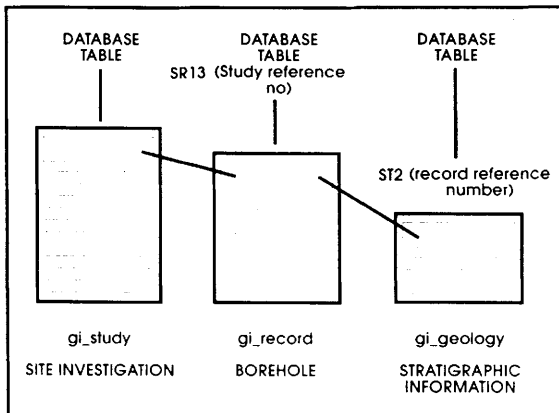 DATABASE
TABLE
DATABASE
TABLE
SR13 (Study reference
no)
DATABASE
TABLE
ST2 (record reference
number)
gi_study
SITE INVESTIGATION
gi_record
BOREHOLE
gi_geology
STRATIGRAPHIC
INFORMATION